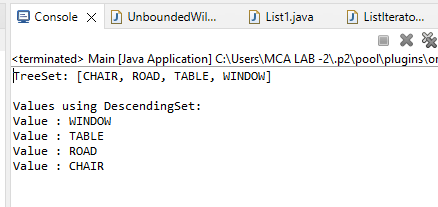 Console UnboundedWil... List1.java ListIterato...
<terminated> Main [Java Application] C:\Users\MCA LAB -2\.p2\pool\plugins\or
TreeSet: [CHAIR, ROAD, TABLE, WINDOW]
Values using DescendingSet:
Value : WINDOW
Value : TABLE
Value : ROAD
Value : CHAIR